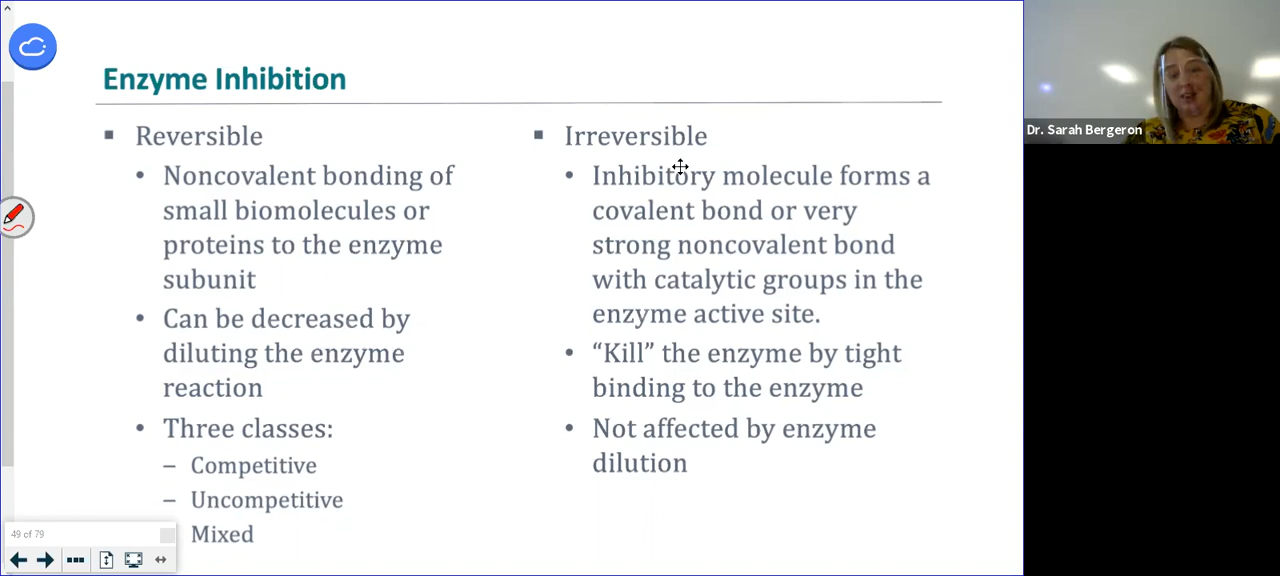 Enzyme Inhibition
▪ Reversible
• Noncovalent bonding of
small biomolecules or
proteins to the enzyme
subunit
• Can be decreased by
diluting the enzyme
reaction
• Three classes:
– Competitive
– Uncompetitive
Mixed
▪ Irreversible
• Inhibitory molecule forms a
covalent bond or very
strong noncovalent bond
with catalytic groups in the
enzyme active site.
• “Kill” the enzyme by tight
binding to the enzyme
• Not affected by enzyme
dilution
Dr. Sarah Bergeron
49 of 79